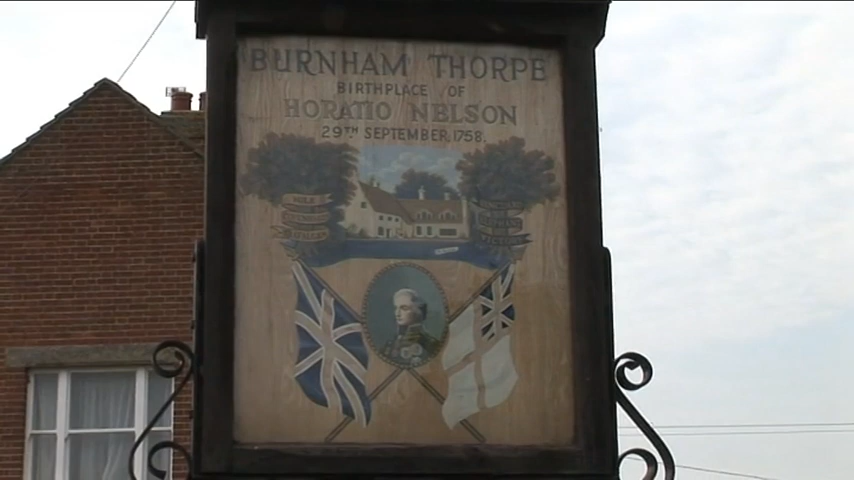 BURNHAM THORPE
BIRTHPLACE OF
HORATIO NELSON
29TH SEPTEMBER, 1758.